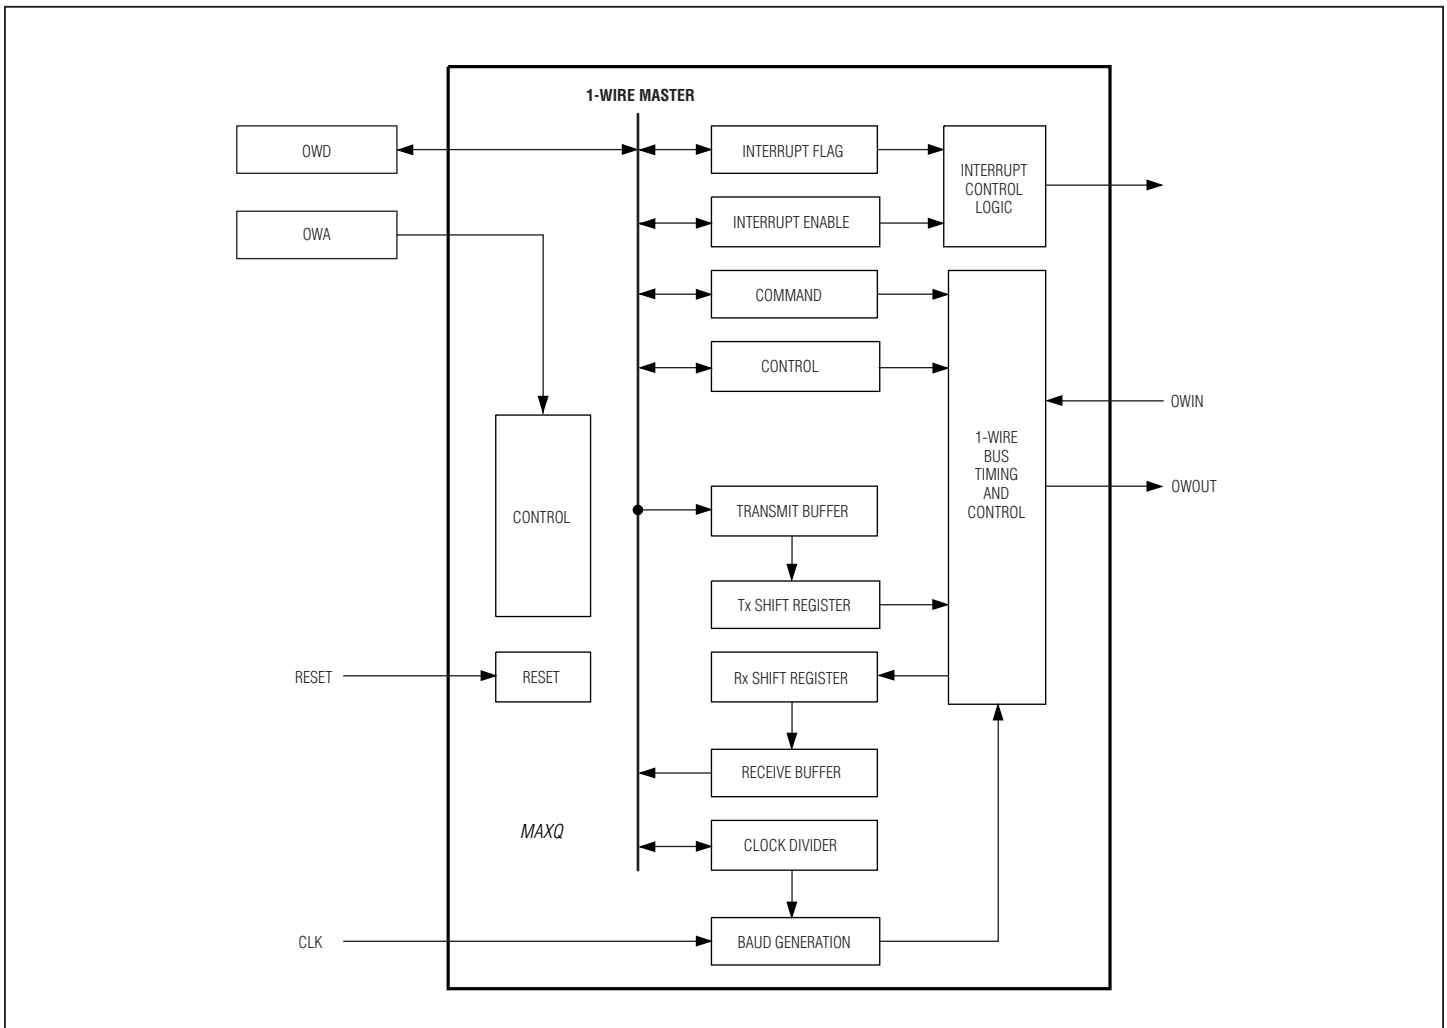 1-WIRE MASTER
OWD
OWA
INTERRUPT FLAG
INTERRUPT ENABLE
INTERRUPT
CONTROL
LOGIC
COMMAND
CONTROL
OWIN
1-WIRE
BUS
TIMING
AND
CONTROL
OWOUT
CONTROL
TRANSMIT BUFFER
Tx SHIFT REGISTER
RESET
RESET
Rx SHIFT REGISTER
RECEIVE BUFFER
MAXQ
CLOCK DIVIDER
CLK
BAUD GENERATION